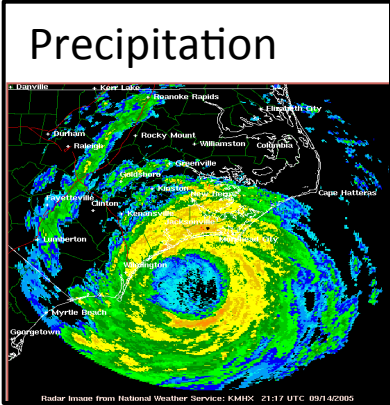 Precipitation
Danville
Kerr Lake
Roanoke Rapids
Elizabeth City
Durham
Rocky Mount
Raleigh
Williamston
Columbia
Greenville
Goldsboro
Kinston
Cape Hatteras
Fayetteville
Clinton
Kenansville
Lumberton
Wilmington
Myrtle Beach
Georgetown
Radar Image from National Weather Service: KMHX 21:17 UTC 09/14/2005